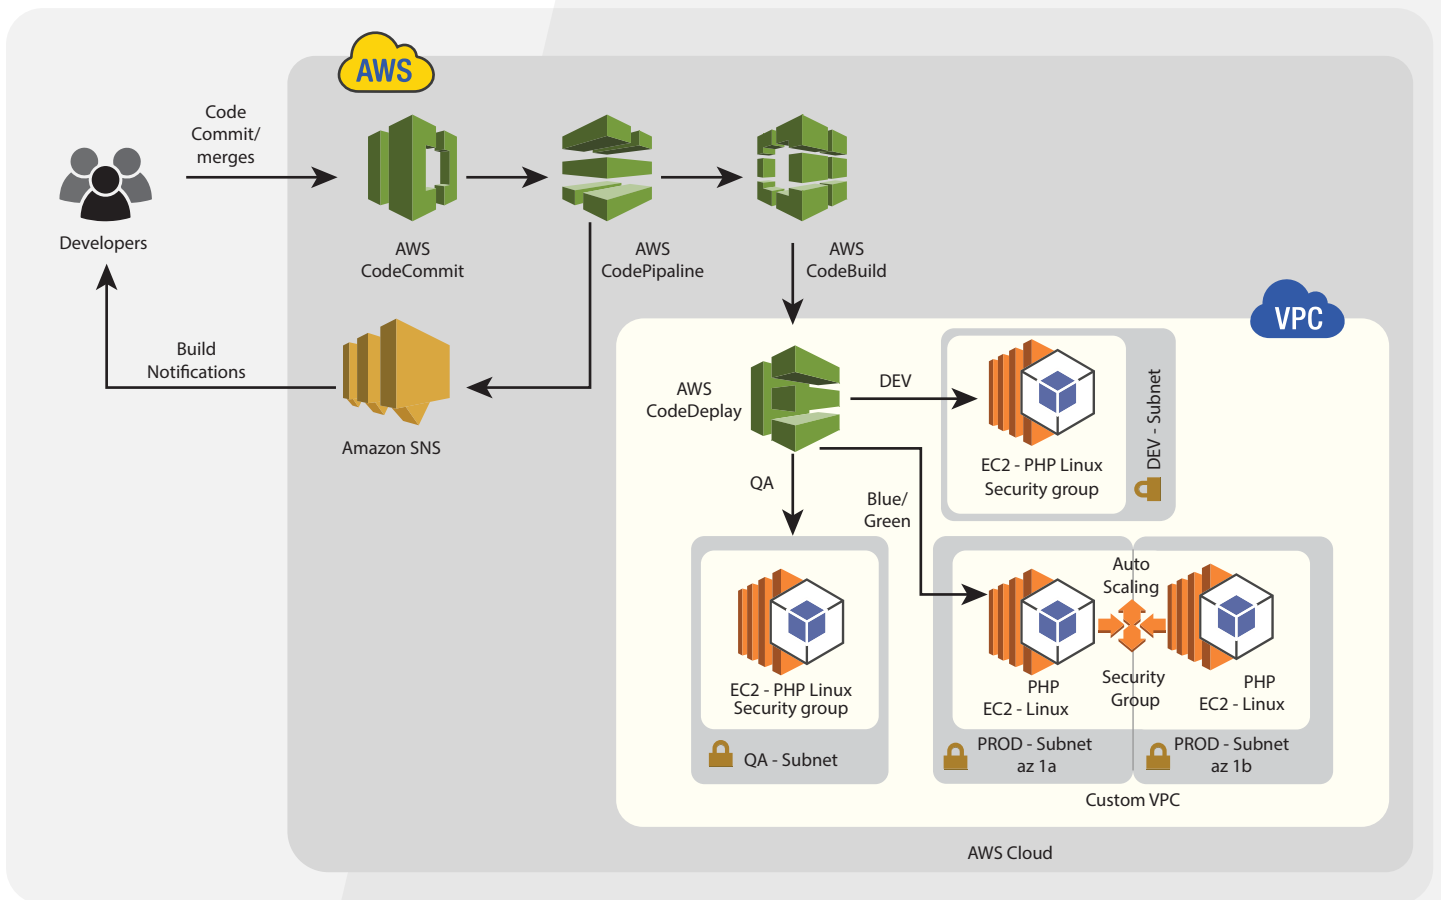 AWS
Code
Commit/
merges
Developers
AWS
CodeCommit
AWS
CodePipaline
AWS
CodeBuild
Build
Notifications
Amazon SNS
VPC
AWS
CodeDeplay
DEV
EC2 - PHP Linux
Security group
DEV - Subnet
QA
Blue/
Green
EC2 - PHP Linux
Security group
QA - Subnet
Auto
Scaling
PHP
EC2 - Linux
Security
Group
PHP
EC2 - Linux
PROD - Subnet
az 1a
PROD - Subnet
az 1b
Custom VPC
AWS Cloud